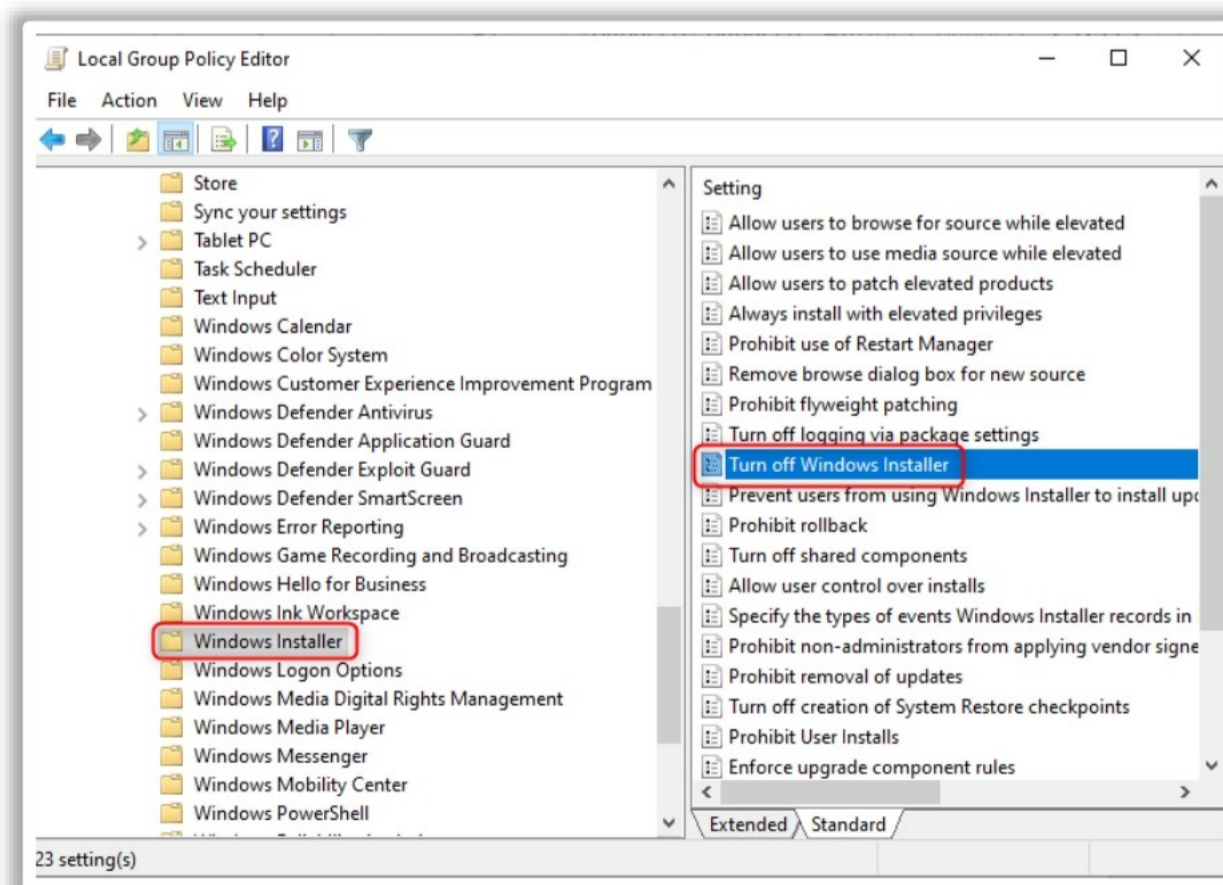 Local Group Policy Editor
File Action View Help
Store
Sync your settings
Tablet PC
Task Scheduler
Text Input
Windows Calendar
Windows Color System
Windows Customer Experience Improvement Program
Windows Defender Antivirus
Windows Defender Application Guard
Windows Defender Exploit Guard
Windows Defender SmartScreen
Windows Error Reporting
Windows Game Recording and Broadcasting
Windows Hello for Business
Windows Ink Workspace
Windows Installer
Windows Logon Options
Windows Media Digital Rights Management
Windows Media Player
Windows Messenger
Windows Mobility Center
Windows PowerShell
Setting
Allow users to browse for source while elevated
Allow users to use media source while elevated
Allow users to patch elevated products
Always install with elevated privileges
Prohibit use of Restart Manager
Remove browse dialog box for new source
Prohibit flyweight patching
Turn off logging via package settings
Turn off Windows Installer
Prevent users from using Windows Installer to install
Prohibit rollback
Turn off shared components
Allow user control over installs
Specify the types of events Windows Installer records in
Prohibit non-administrators from applying vendor signe
Prohibit removal of updates
Turn off creation of System Restore checkpoints
Prohibit User Installs
Enforce upgrade component rules
Extended Standard
23 setting(s)